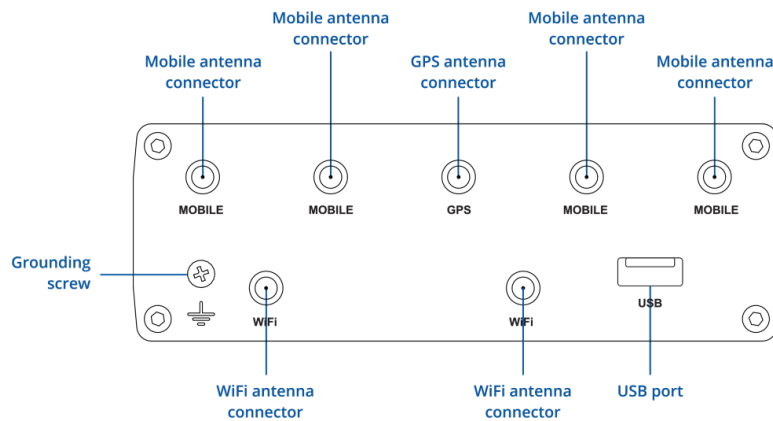 Mobile antenna
connector
Mobile antenna
connector
GPS antenna
connector
Mobile antenna
connector
Mobile antenna
connector
MOBILE
MOBILE
GPS
MOBILE
MOBILE
Grounding
screw
WiFi
WiFi
USB
WiFi antenna
connector
WiFi antenna
connector
USB port